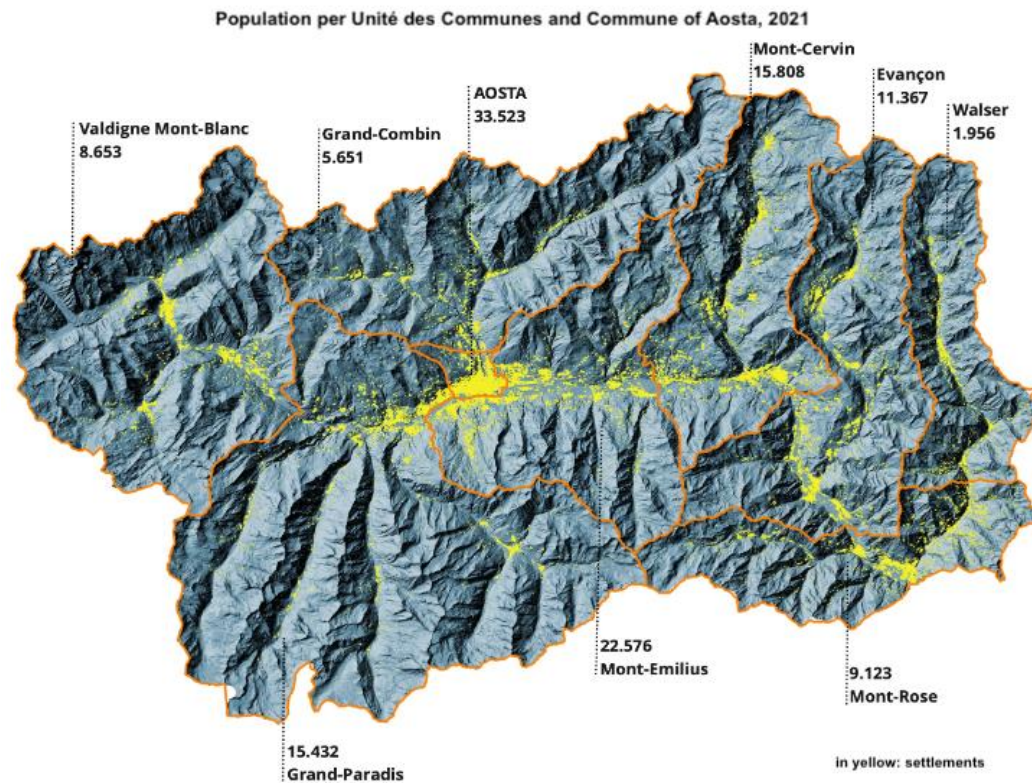 Population per Unité des Communes and Commune of Aosta, 2021
Mont-Cervin
15.808
Evançon
11.367
AOSTA
33.523
Walser
1.956
Valdigne Mont-Blanc
8.653
Grand-Combin
5.651
22.576
Mont-Emilius
9.123
Mont-Rose
15.432
Grand-Paradis
in yellow: settlements